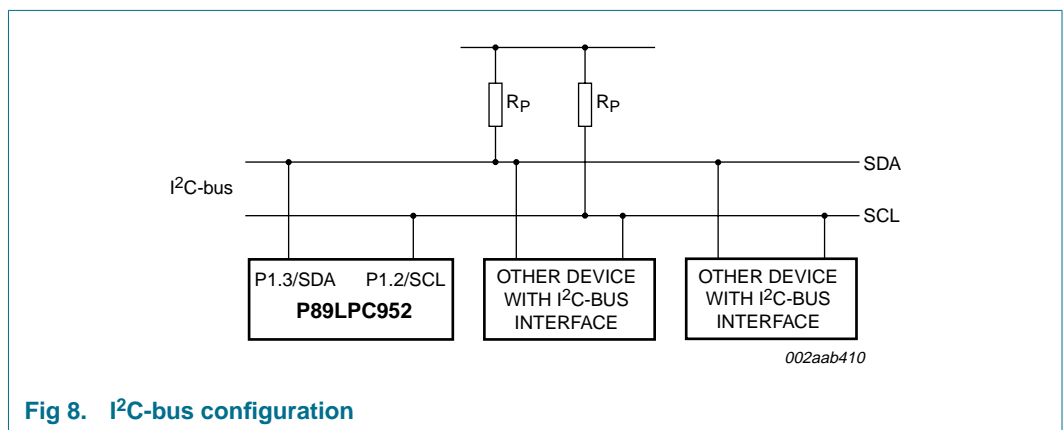 RP RP
SDA
I²C-bus
SCL
P1.3/SDA P1.2/SCL
P89LPC952
OTHER DEVICE
WITH I²C-BUS
INTERFACE
OTHER DEVICE
WITH I²C-BUS
INTERFACE
002aab410
Fig 8. I²C-bus configuration